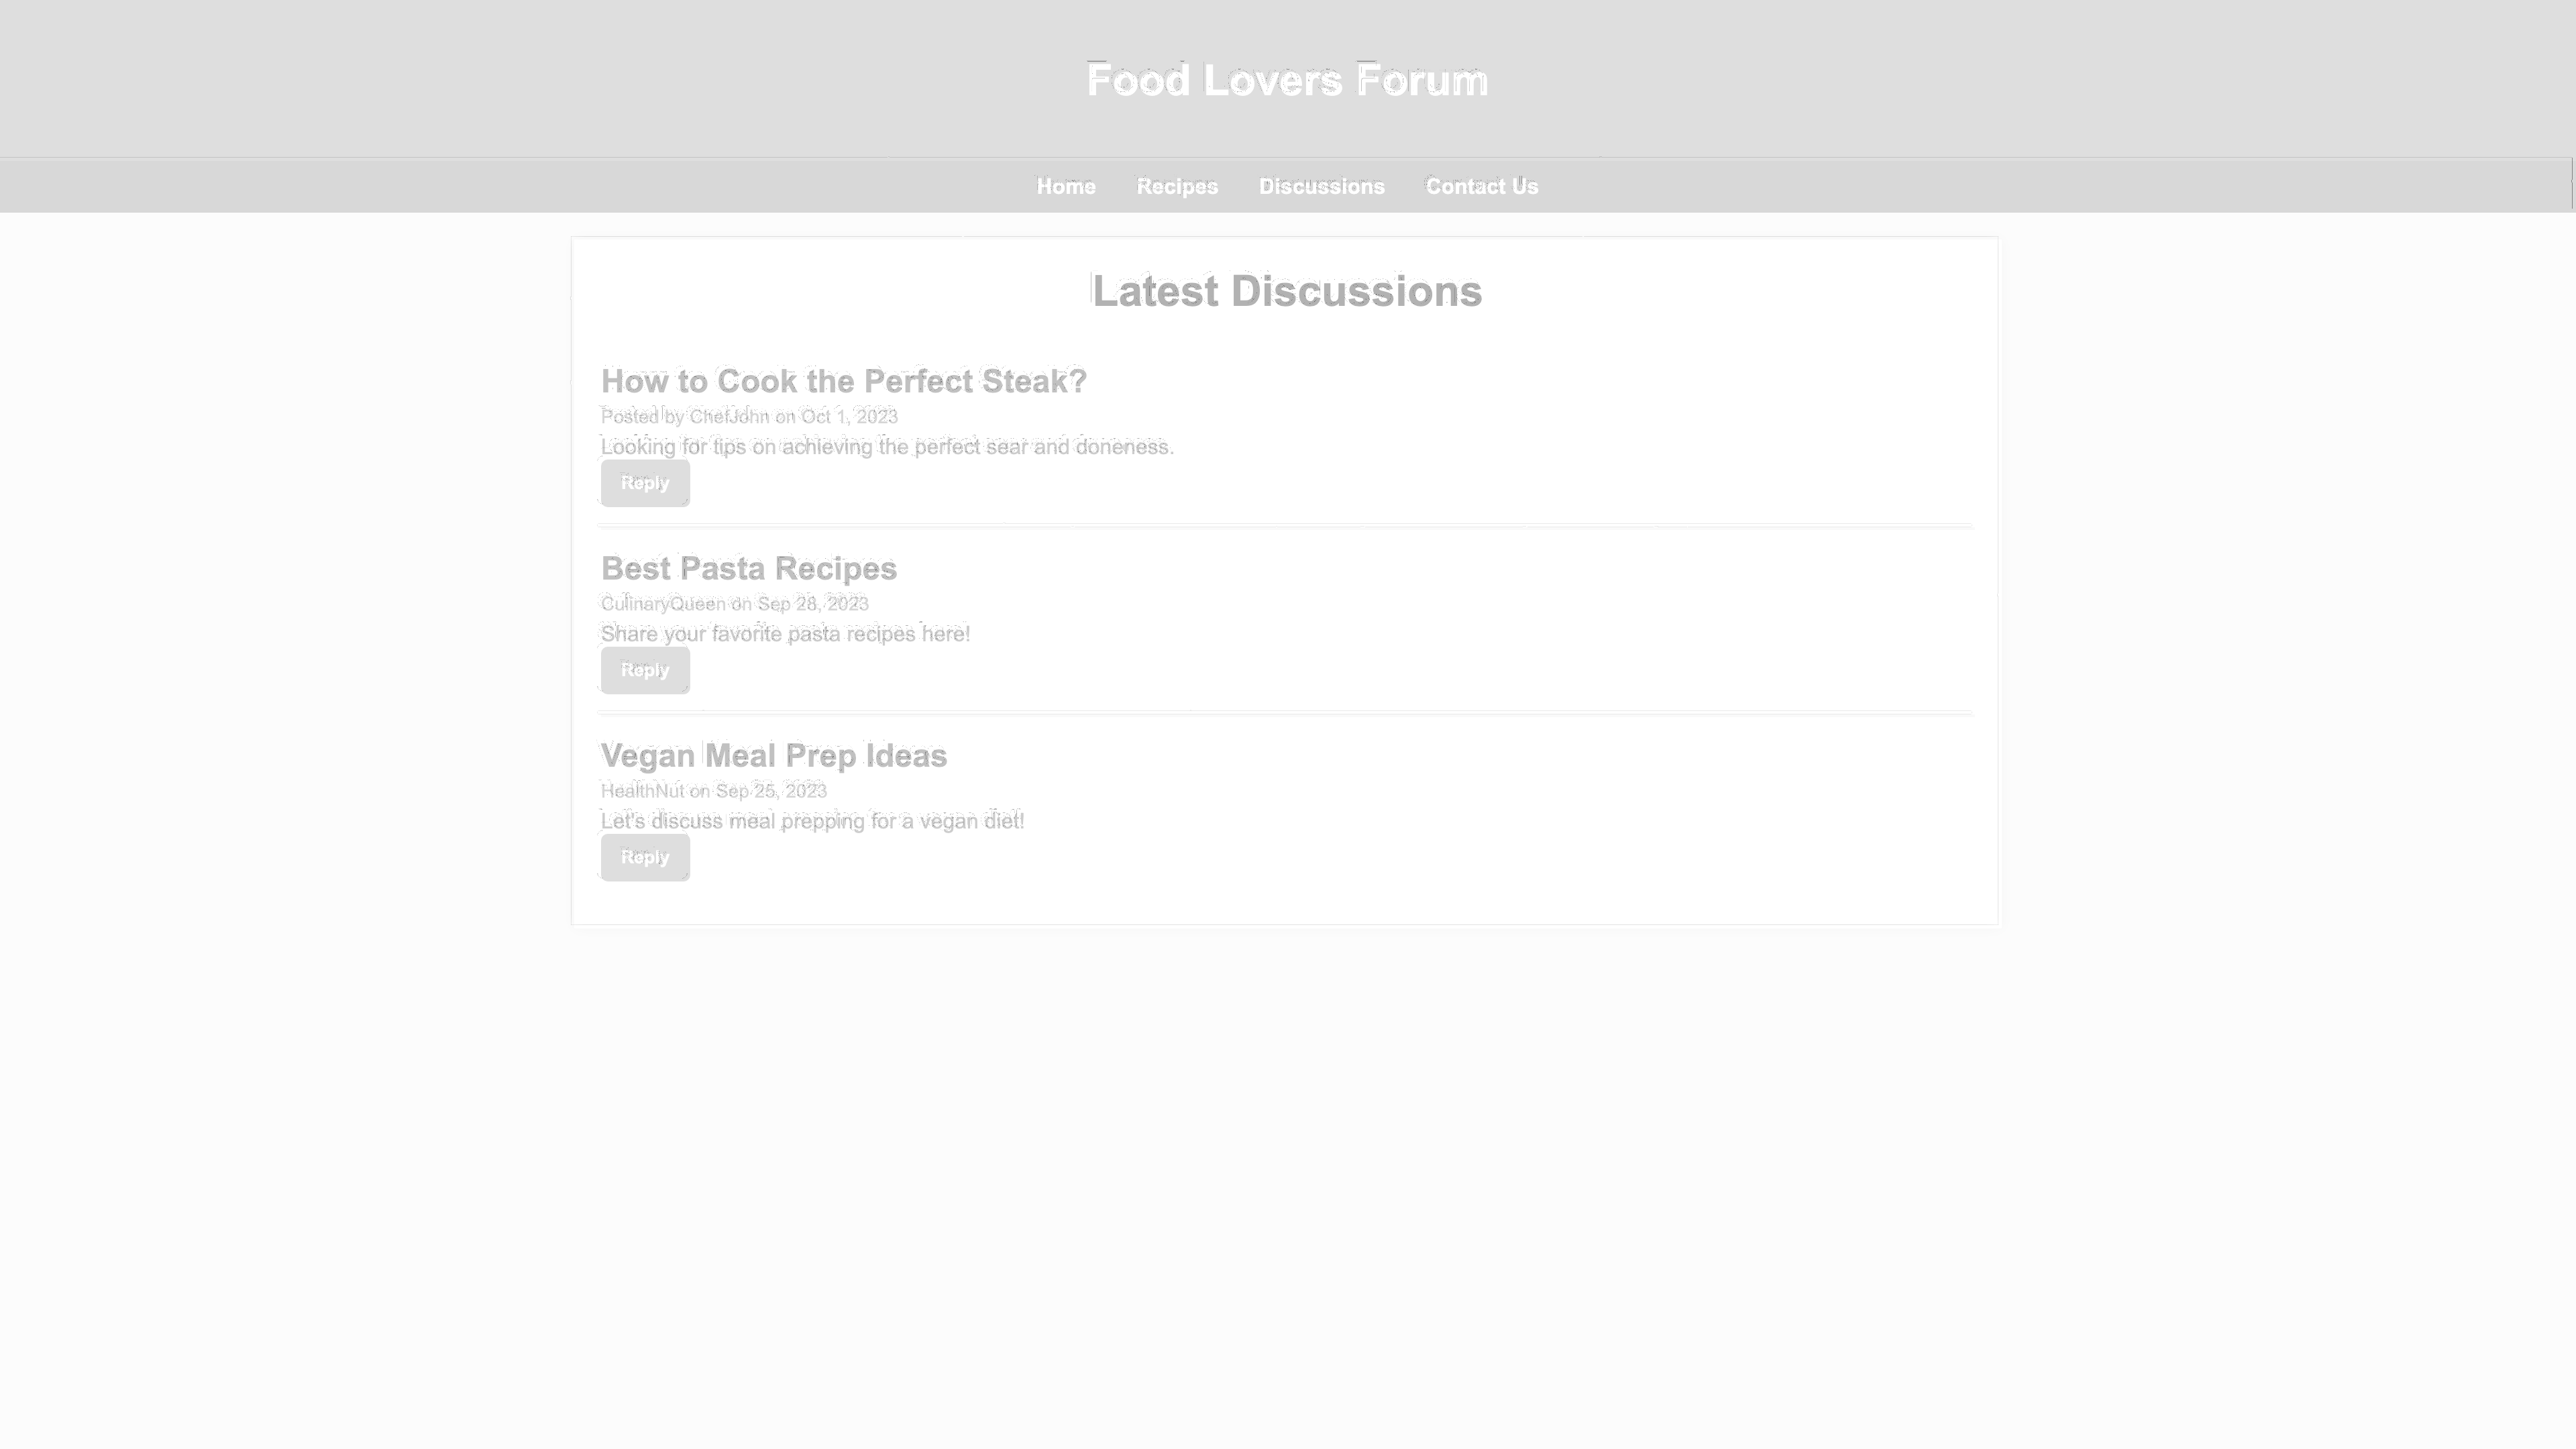 Food Lovers Forum
Home Recipes Discussions Contact Us
Latest Discussions
How to Cook the Perfect Steak?
Posted by ChefJohn on Oct 1, 2023
Looking for tips on achieving the perfect sear and doneness.
Reply
Best Pasta Recipes
CulinaryQueen on Sep 28, 2023
Share your favorite pasta recipes here!
Reply
Vegan Meal Prep Ideas
HealthNut on Sep 25, 2023
Let's discuss meal prepping for a vegan diet!
Reply